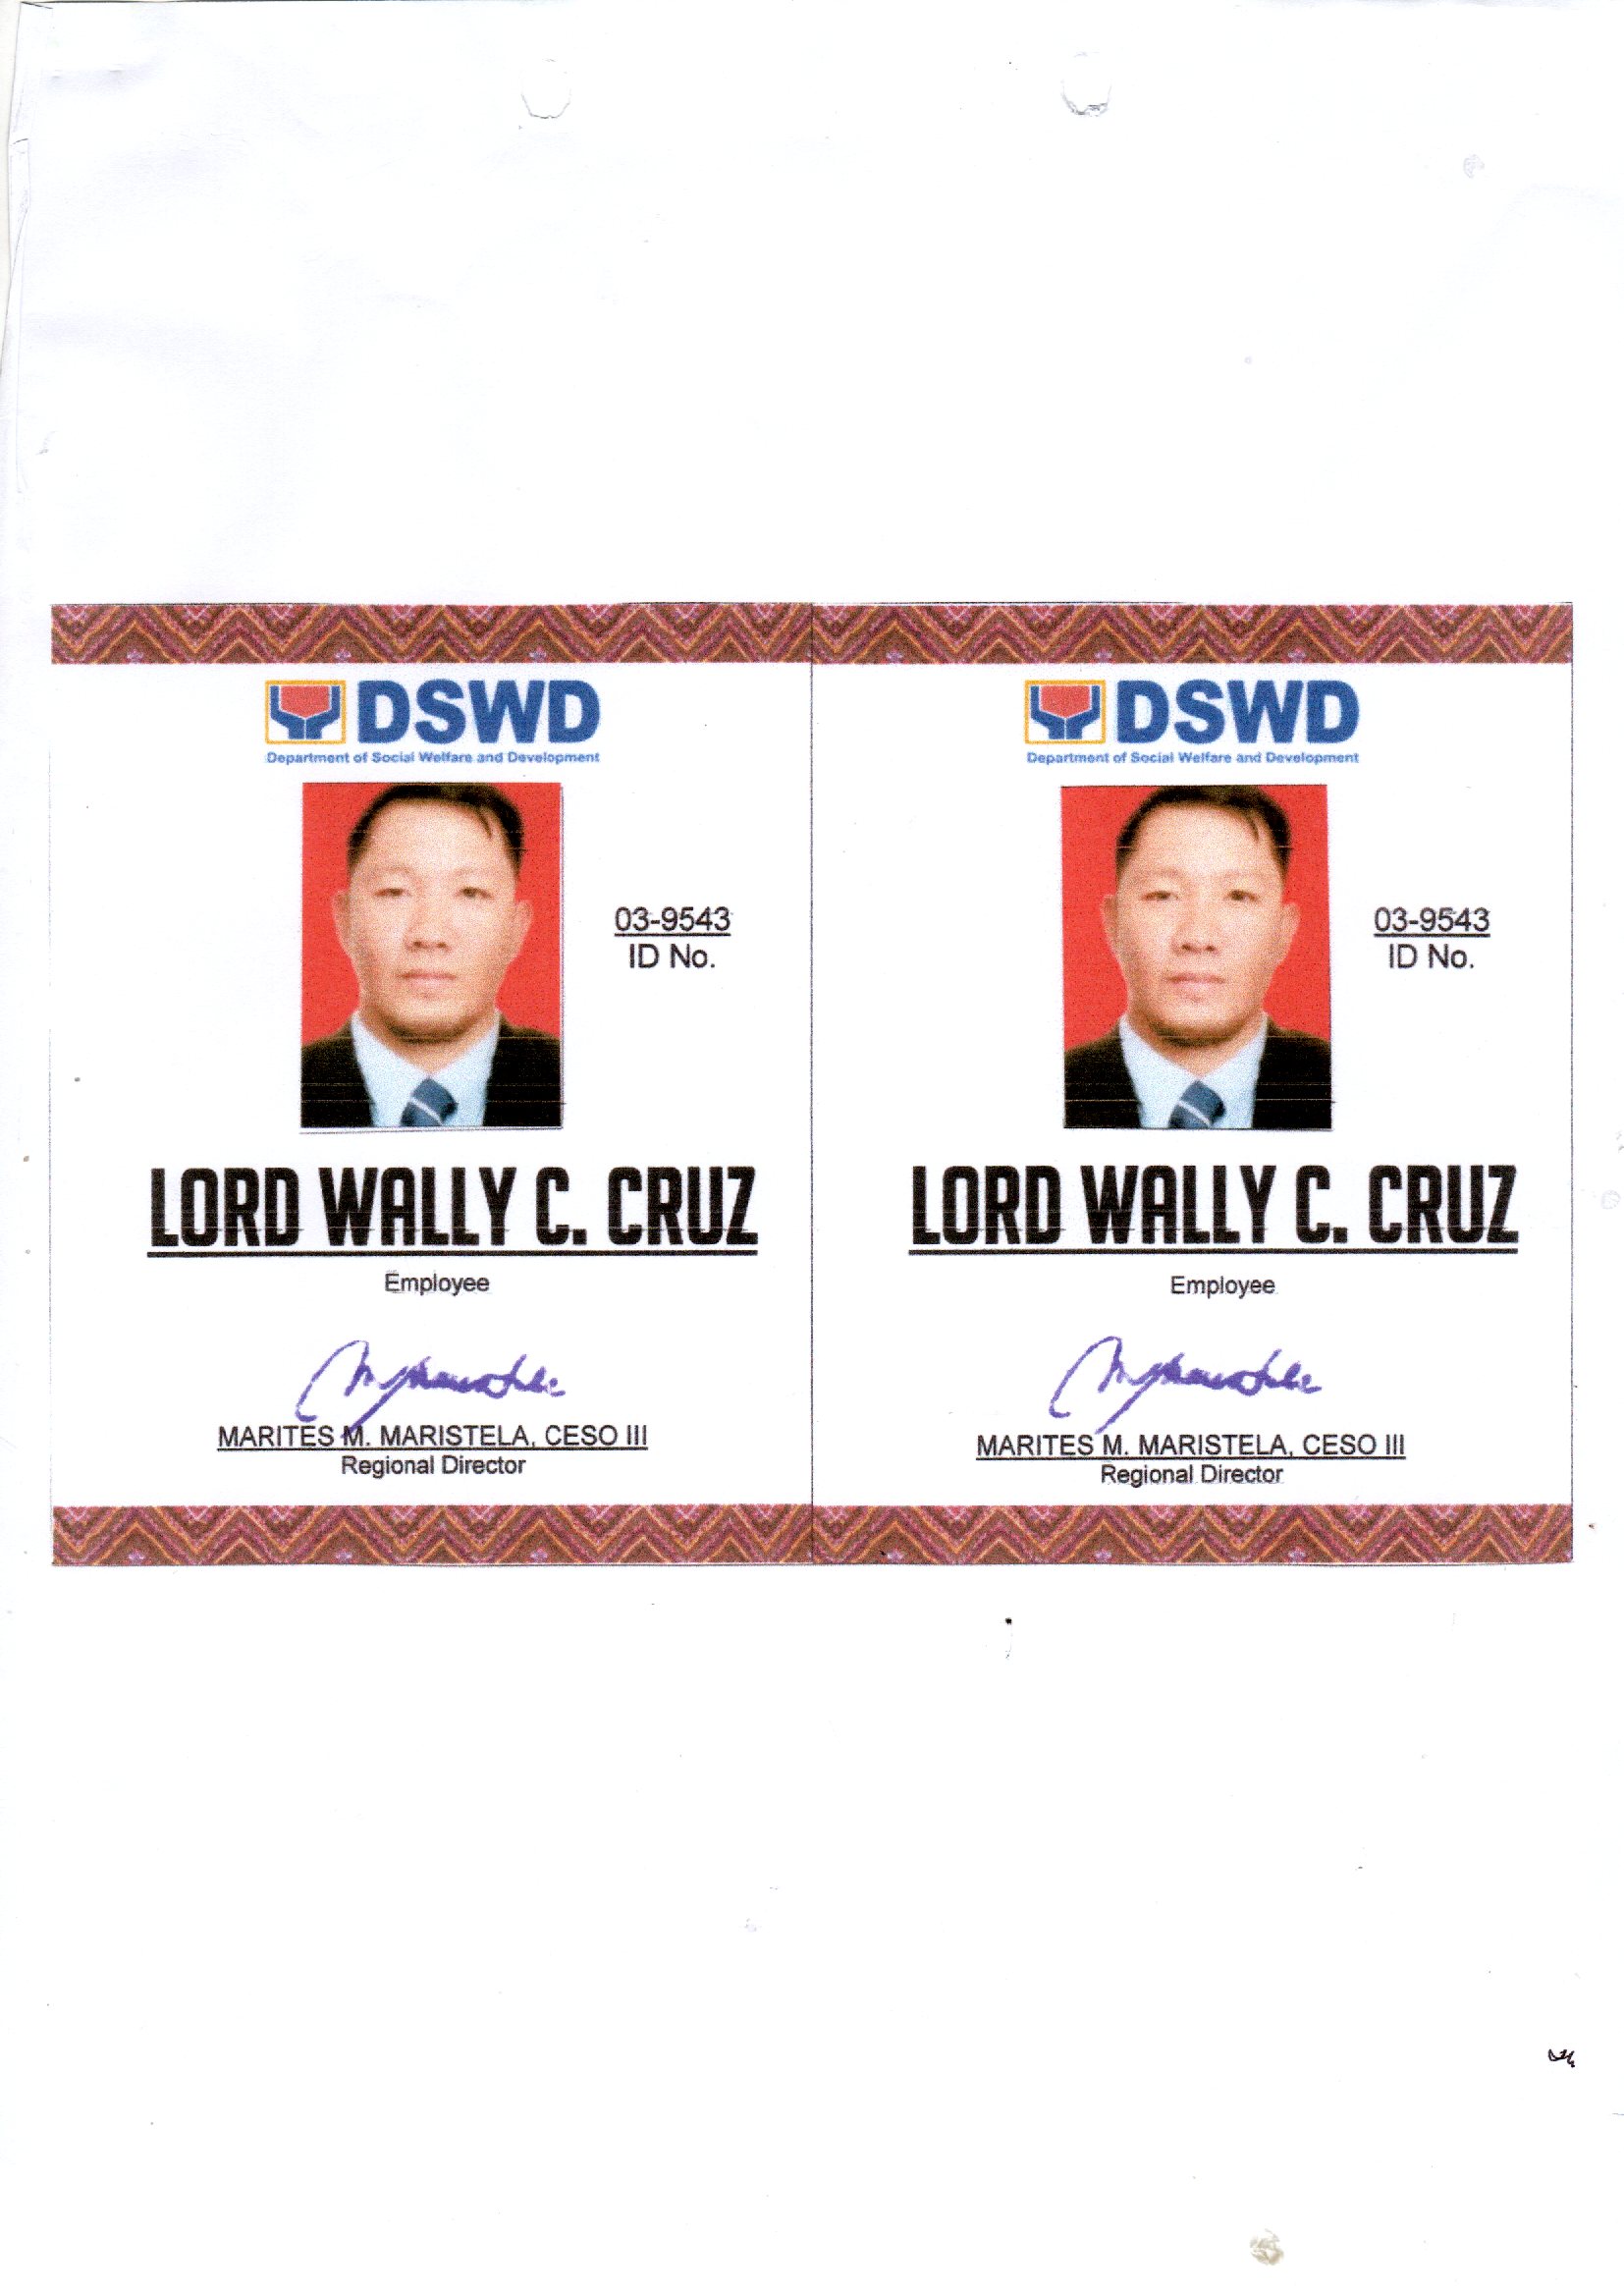 DSWD
Department of Social Welfare and Development
03-9543
ID No.
LORD WALLY C. CRUZ
Employee
MARITES M. MARISTELA, CESO III
Regional Director
DSWD
Department of Social Welfare and Development
03-9543
ID No.
LORD WALLY C. CRUZ
Employee
MARITES M. MARISTELA, CESO III
Regional Director